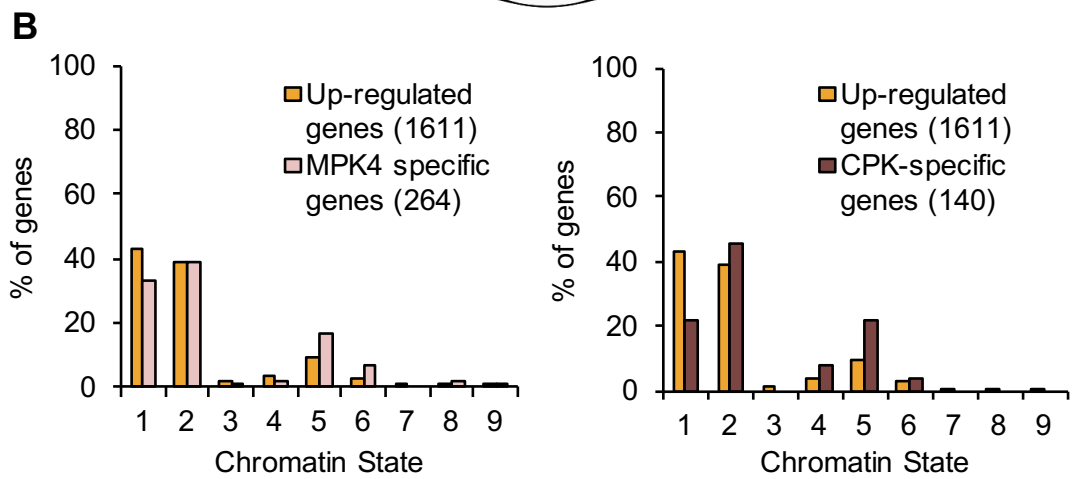 B
100
80
60
40
20
0
% of genes
Up-regulated
genes (1611)
MPK4 specific
genes (264)
1 2 3 4 5 6 7 8 9
Chromatin State
100
80
60
40
20
0
% of genes
Up-regulated
genes (1611)
CPK-specific
genes (140)
1 2 3 4 5 6 7 8 9
Chromatin State